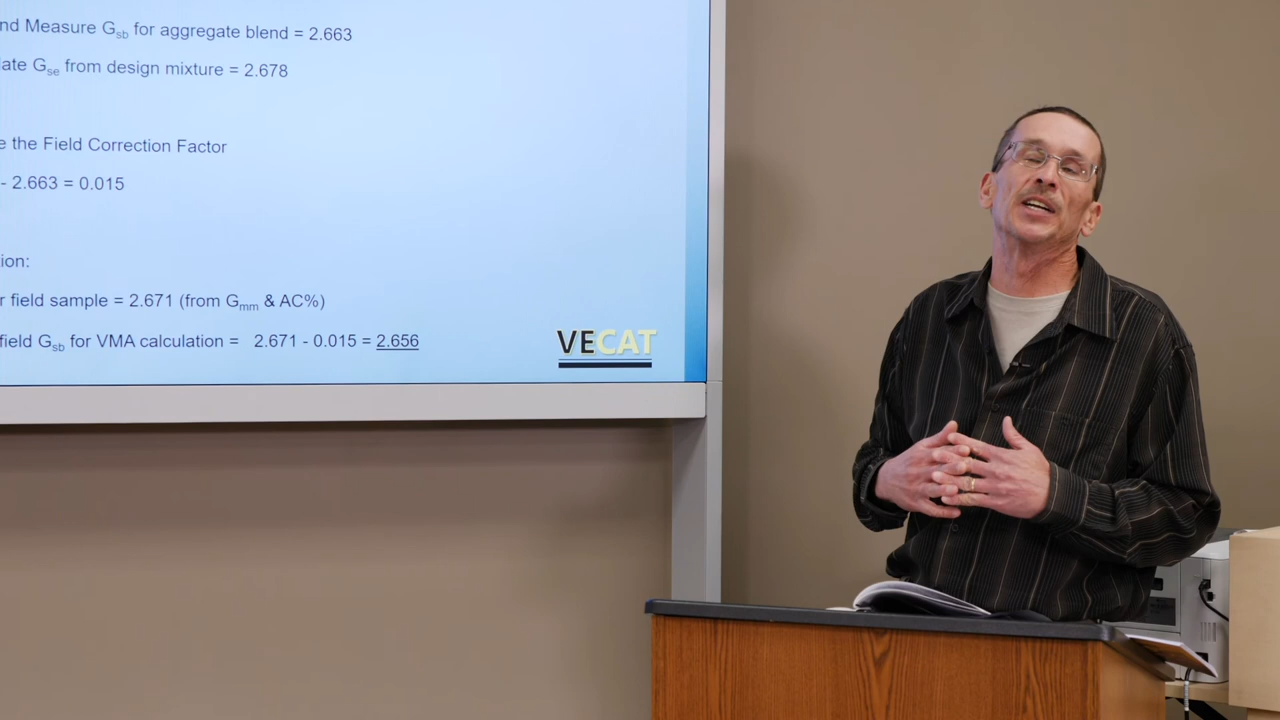 nd Measure Gsb for aggregate blend = 2.663
late Gse from design mixture = 2.678
e the Field Correction Factor
- 2.663 = 0.015
tion:
r field sample = 2.671 (from Gmm & AC%)
field Gsb for VMA calculation = 2.671 - 0.015 = 2.656
VECAT